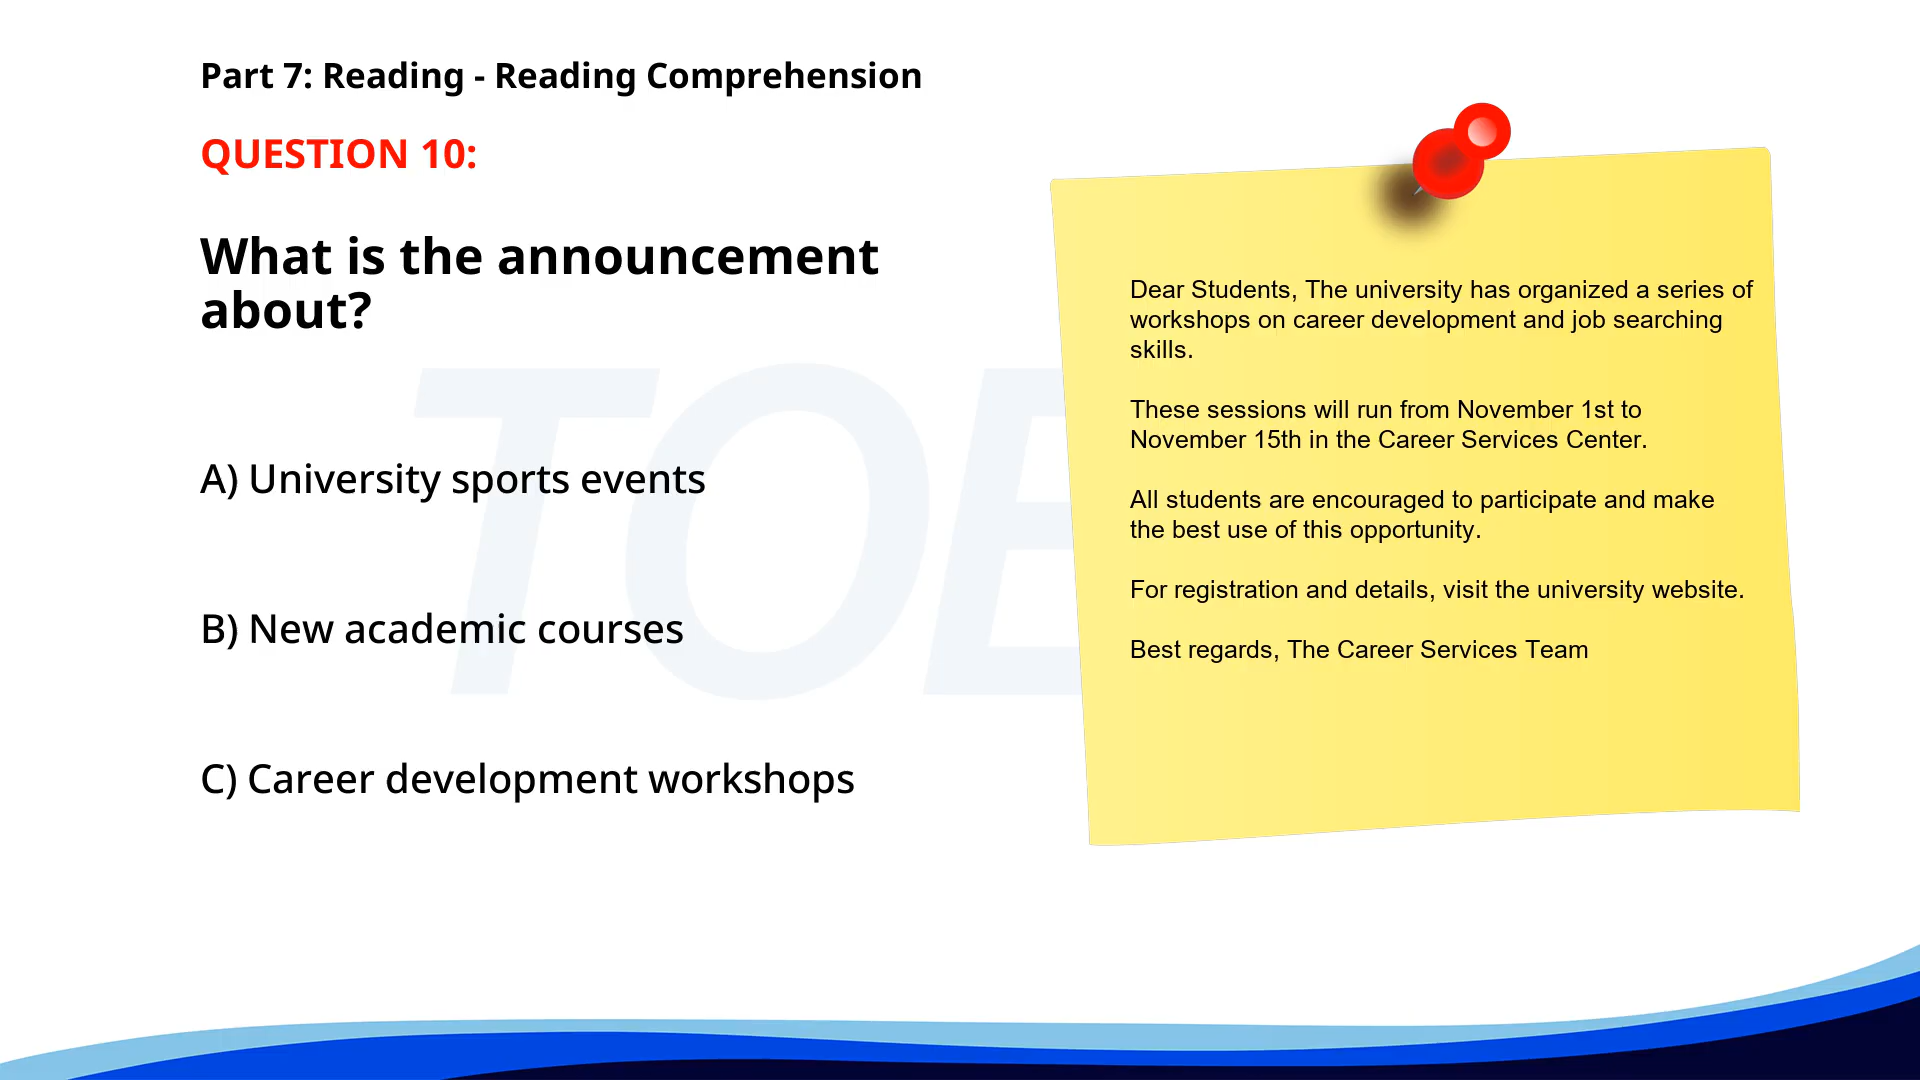 Part 7: Reading - Reading Comprehension
QUESTION 10:
What is the announcement
about?
A) University sports events
B) New academic courses
C) Career development workshops
Dear Students, The university has organized a series of
workshops on career development and job searching
skills.
These sessions will run from November 1st to
November 15th in the Career Services Center.
All students are encouraged to participate and make
the best use of this opportunity.
For registration and details, visit the university website.
Best regards, The Career Services Team